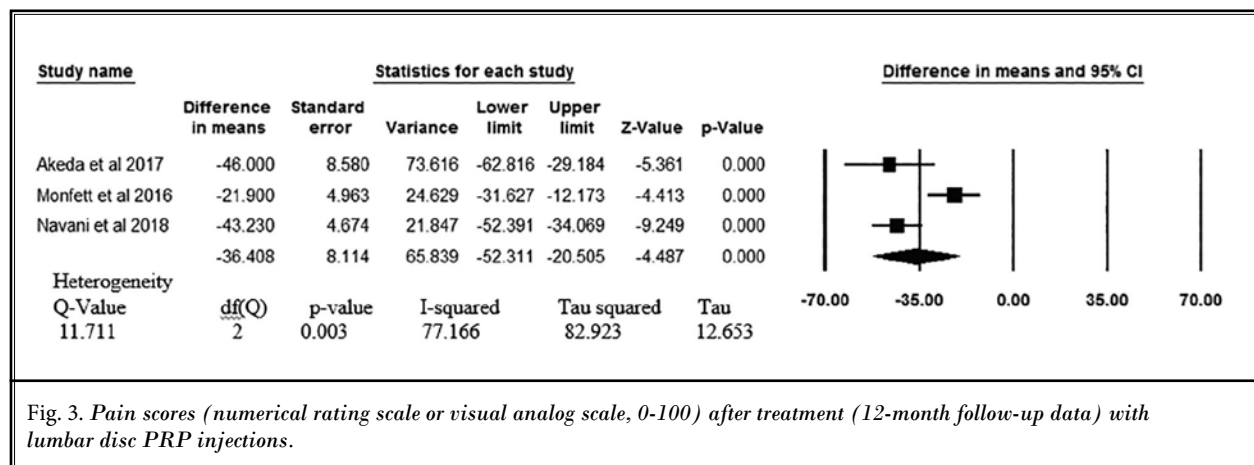 Study name Statistics for each study Difference in means and 95% CI
Difference in means Standard error Variance Lower limit Upper limit Z-Value p-Value
Akeda et al 2017 -46.000 8.580 73.616 -62.816 -29.184 -5.361 0.000
Monfett et al 2016 -21.900 4.963 24.629 -31.627 -12.173 -4.413 0.000
Navani et al 2018 -43.230 4.674 21.847 -52.391 -34.069 -9.249 0.000
-36.408 8.114 65.839 -52.311 -20.505 -4.487 0.000
Heterogeneity
Q-Value df(Q) p-value I-squared Tau squared Tau
11.711 2 0.003 77.166 82.923 12.653
-70.00 -35.00 0.00 35.00 70.00
Fig. 3. Pain scores (numerical rating scale or visual analog scale, 0-100) after treatment (12-month follow-up data) with
lumbar disc PRP injections.